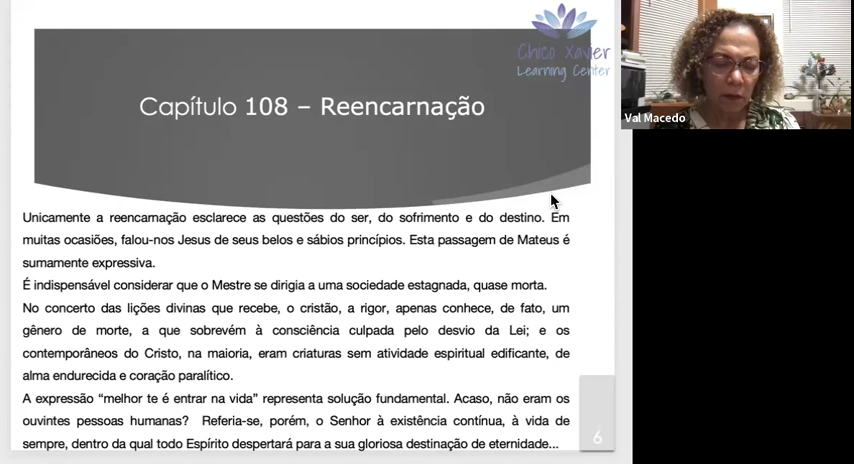 Chico Xavier
Learning Center
Capítulo 108 – Reencarnação
Val Macedo
Unicamente a reencarnação esclarece as questões do ser, do sofrimento e do destino. Em
muitas ocasiões, falou-nos Jesus de seus belos e sábios princípios. Esta passagem de Mateus é
sumamente expressiva.
É indispensável considerar que o Mestre se dirigia a uma sociedade estagnada, quase morta.
No concerto das lições divinas que recebe, o cristão, a rigor, apenas conhece, de fato, um
gênero de morte, a que sobrevém à consciência culpada pelo desvio da Lei; e os
contemporâneos do Cristo, na maioria, eram criaturas sem atividade espiritual edificante, de
alma endurecida e coração paralítico.
A expressão “melhor te é entrar na vida” representa solução fundamental. Acaso, não eram os
ouvintes pessoas humanas? Referia-se, porém, o Senhor à existência contínua, à vida de
sempre, dentro da qual todo Espírito despertará para a sua gloriosa destinação de eternidade...
6